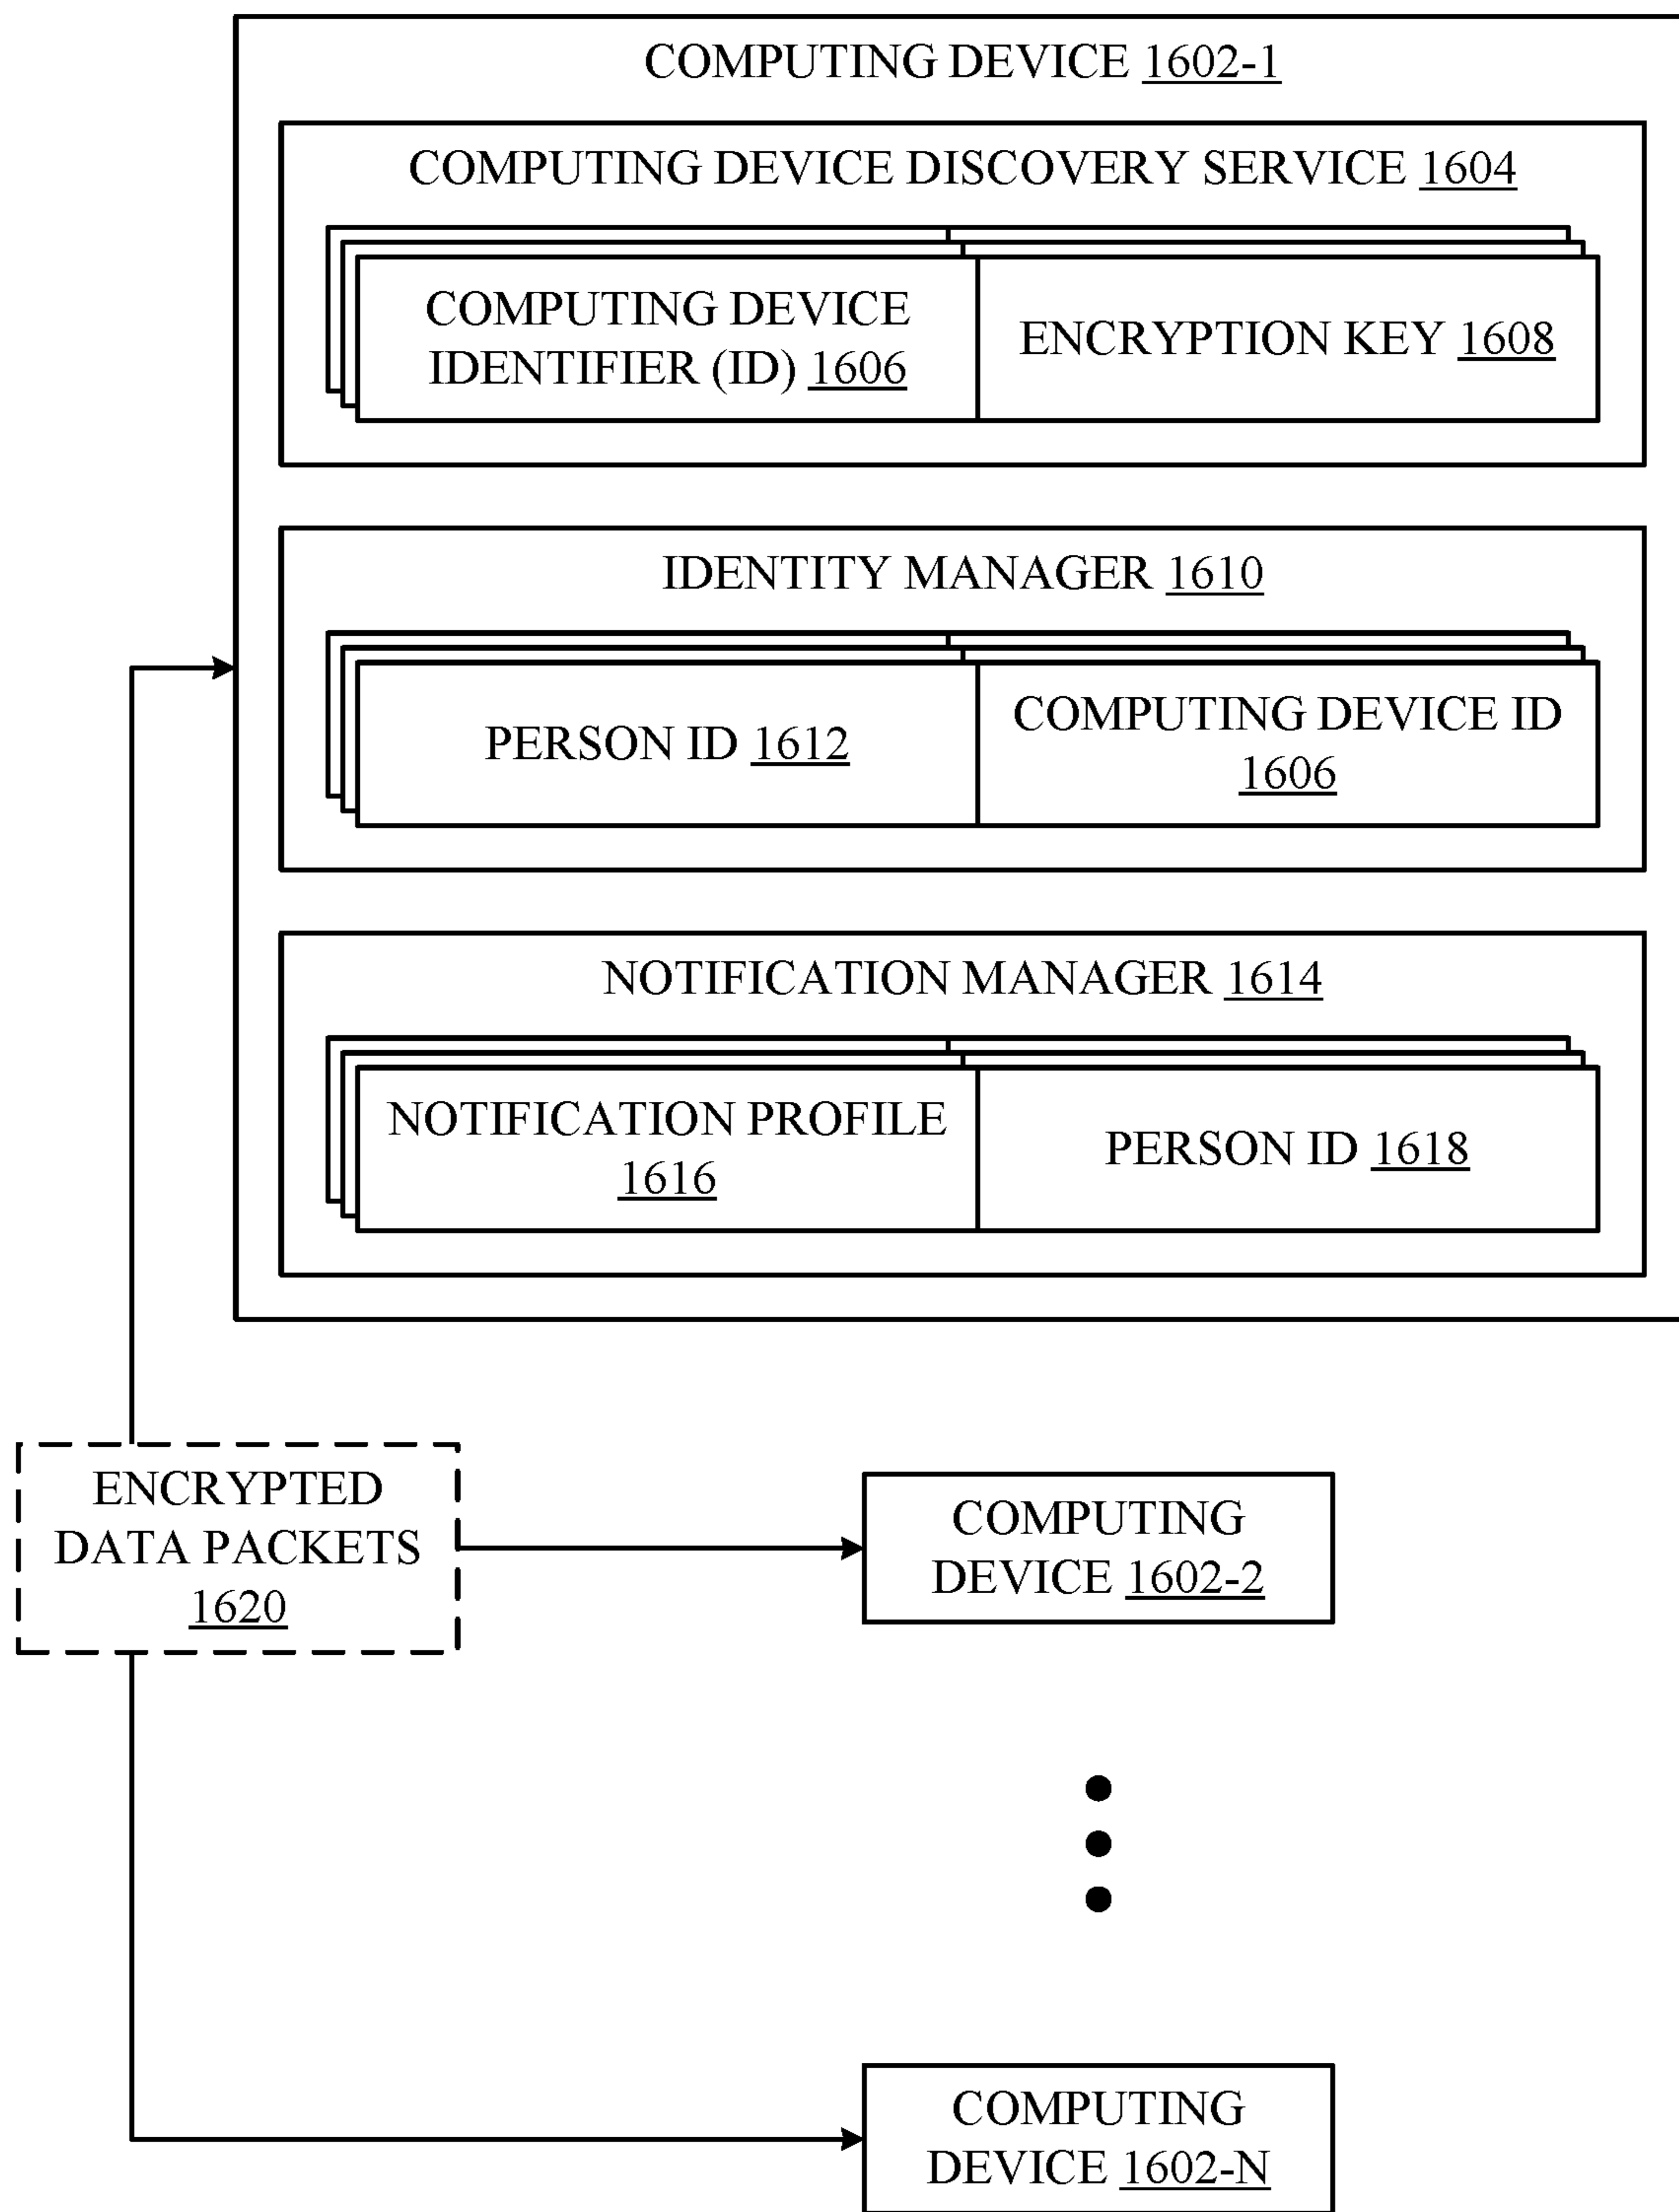 COMPUTING DEVICE 1602-1
COMPUTING DEVICE DISCOVERY SERVICE 1604
COMPUTING DEVICE
IDENTIFIER (ID) 1606
ENCRYPTION KEY 1608
IDENTITY MANAGER 1610
PERSON ID 1612
COMPUTING DEVICE ID
1606
NOTIFICATION MANAGER 1614
NOTIFICATION PROFILE
1616
PERSON ID 1618
ENCRYPTED
DATA PACKETS
1620
COMPUTING
DEVICE 1602-2
COMPUTING
DEVICE 1602-N